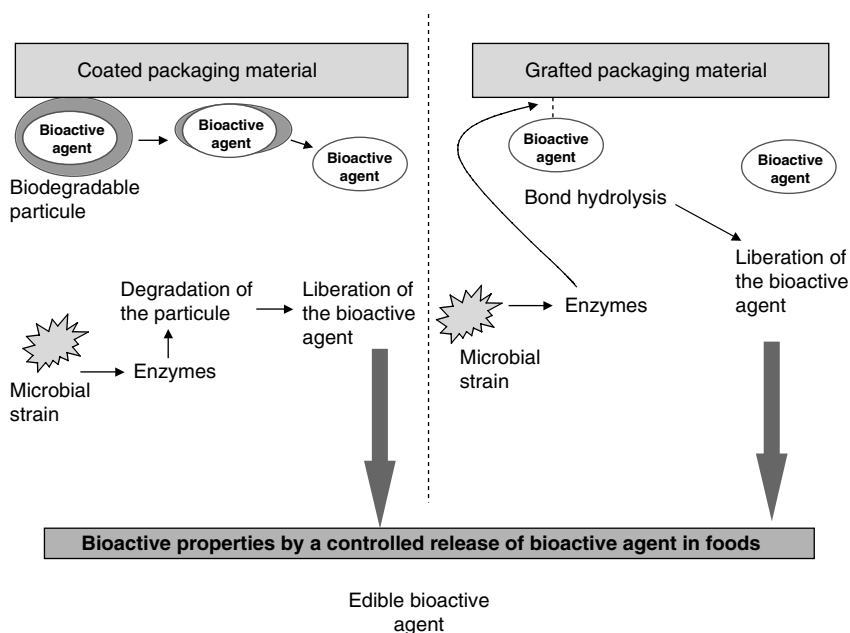 Coated packaging material
Bioactive
agent
Bioactive
agent
Bioactive
agent
Biodegradable
particule
Degradation of
the particule
Liberation of
the bioactive
agent
Enzymes
Microbial
strain
Grafted packaging material
Bioactive
agent
Bioactive
agent
Bond hydrolysis
Liberation of
the bioactive
agent
Enzymes
Microbial
strain
Bioactive properties by a controlled release of bioactive agent in foods
Edible bioactive
agent